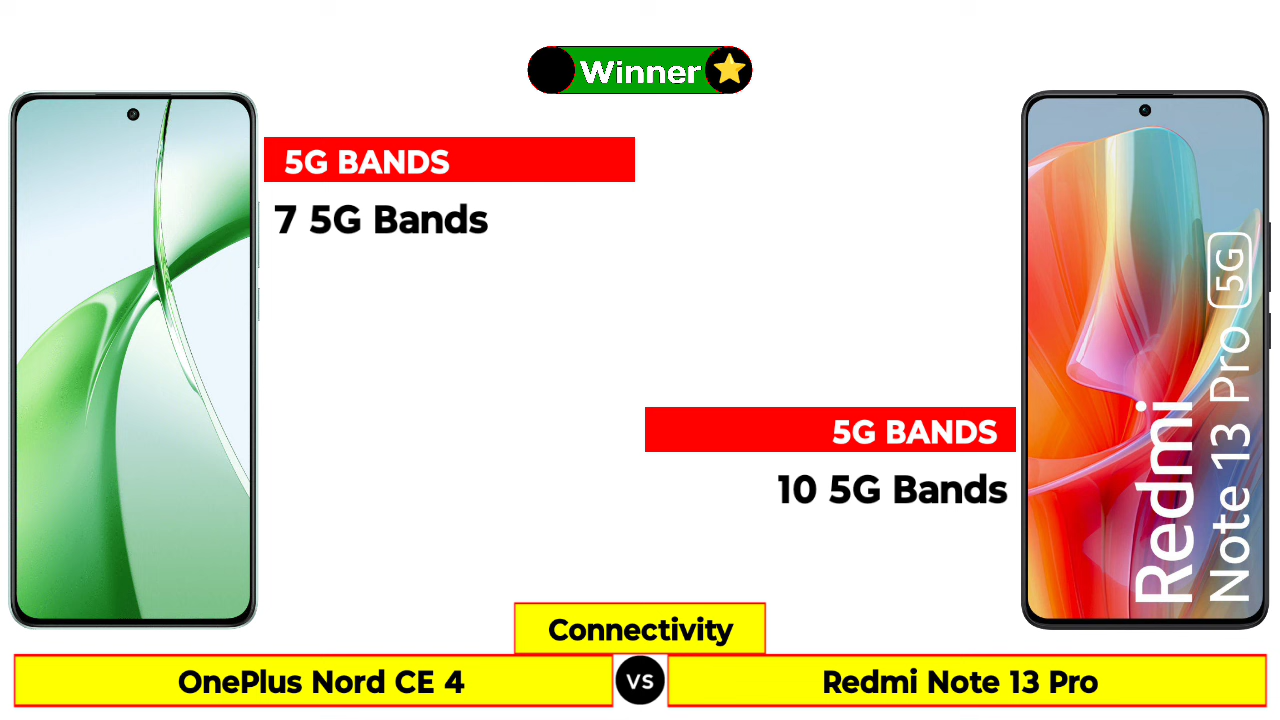 Winner
5G BANDS
7 5G Bands
5G BANDS
10 5G Bands
Redmi
Note 13 Pro 5G
Connectivity
OnePlus Nord CE 4
VS
Redmi Note 13 Pro